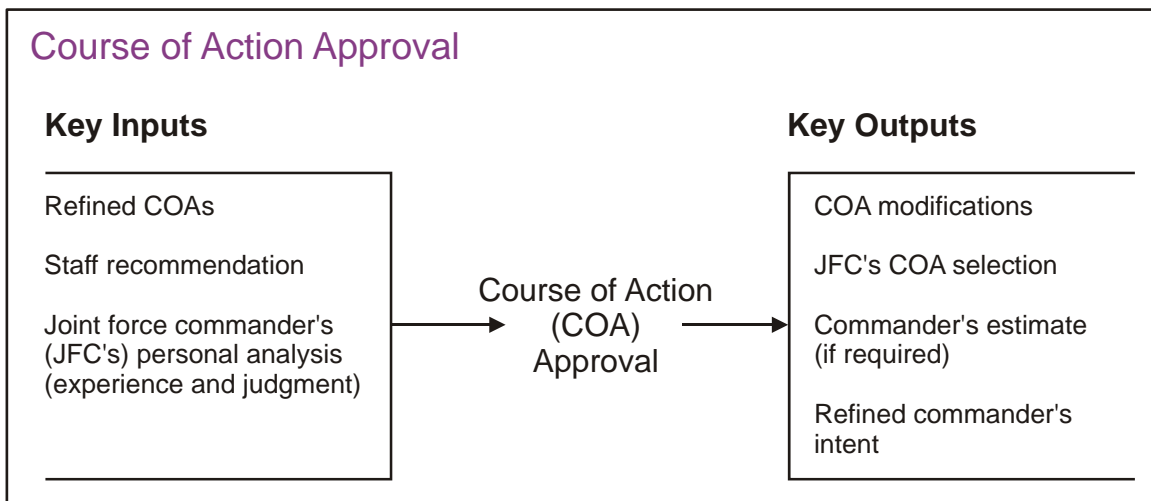 Course of Action Approval
Key Inputs
Refined COAs
Staff recommendation
Joint force commander's
(JFC's) personal analysis
(experience and judgment)
Course of Action
(COA)
Approval
Key Outputs
COA modifications
JFC's COA selection
Commander's estimate
(if required)
Refined commander's
intent